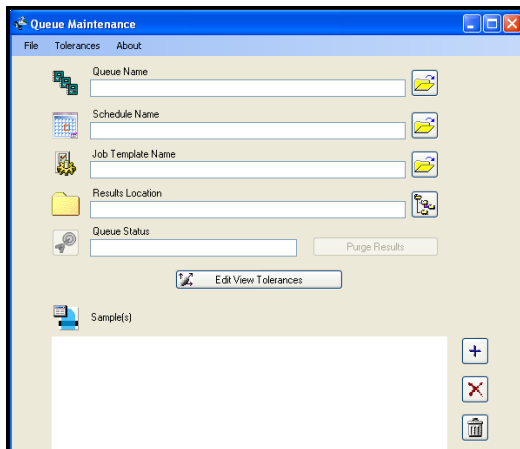 Queue Maintenance
File Tolerances About
Queue Name
Schedule Name
Job Template Name
Results Location
Queue Status
Purge Results
Edit View Tolerances
Sample(s)